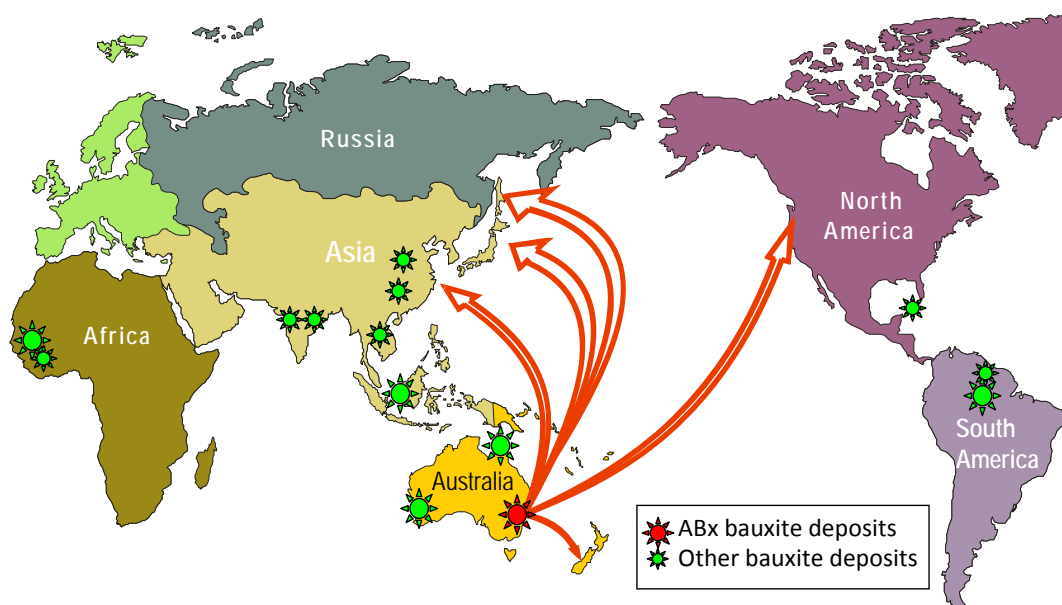 Russia
North
America
Asia
Africa
Australia
South
America
ABx bauxite deposits
Other bauxite deposits